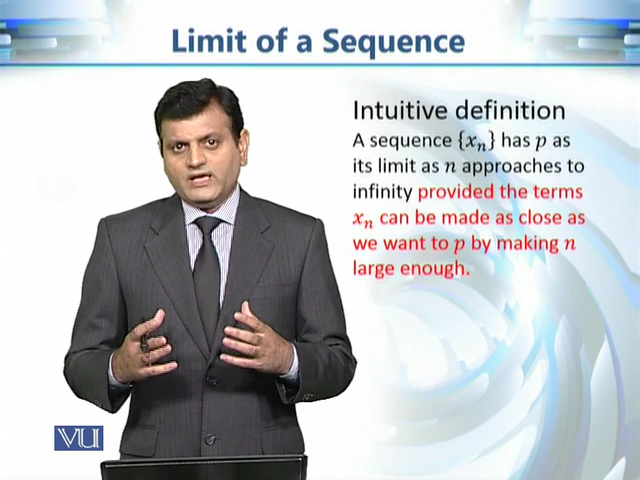 Limit of a Sequence
Intuitive definition
A sequence {xₙ} has p as
its limit as n approaches to
infinity provided the terms
xₙ can be made as close as
we want to p by making n
large enough.
VU